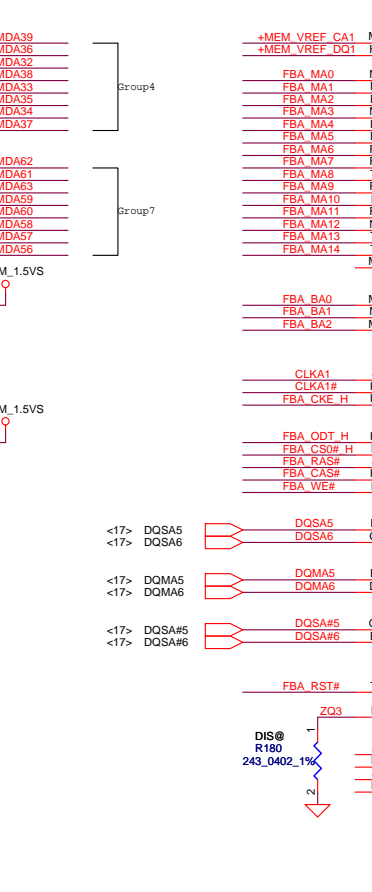 MDA39
MDA36
MDA32
MDA38
MDA33
MDA35
MDA34
MDA37
Group4
MDA62
MDA61
MDA63
MDA59
MDA60
MDA58
MDA57
MDA56
Group7
M_1.5VS
M_1.5VS
+MEM_VREF_CA1
+MEM_VREF_DQ1
FBA_MA0
FBA_MA1
FBA_MA2
FBA_MA3
FBA_MA4
FBA_MA5
FBA_MA6
FBA_MA7
FBA_MA8
FBA_MA9
FBA_MA10
FBA_MA11
FBA_MA12
FBA_MA13
FBA_MA14
FBA_BA0
FBA_BA1
FBA_BA2
CLKA1
CLKA1#
FBA_CKE_H
FBA_ODT_H
FBA_CS0#_H
FBA_RAS#
FBA_CAS#
FBA_WE#
<17> DQSA5 DQSA5
<17> DQSA6 DQSA6
<17> DQMA5 DQMA5
<17> DQMA6 DQMA6
<17> DQSA#5 DQSA#5
<17> DQSA#6 DQSA#6
FBA_RST#
ZQ3
1
DIS@
R180
243_0402_1%
2